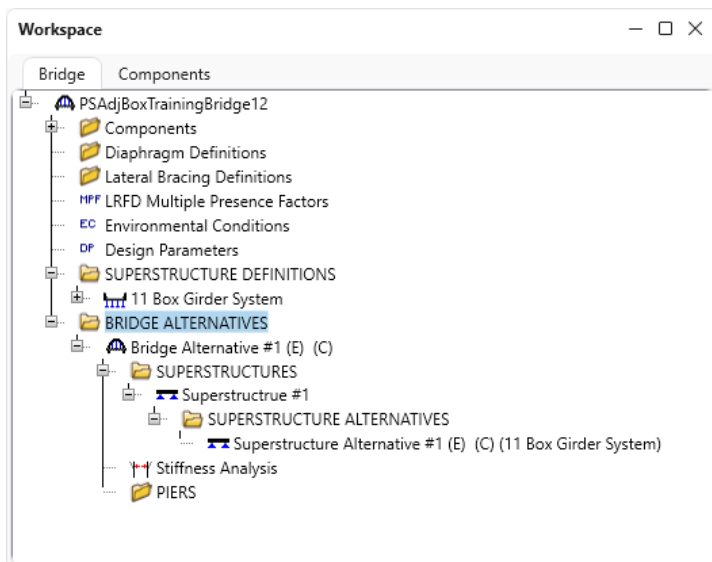 Workspace
Bridge Components
PSAdjBoxTrainingBridge12
Components
Diaphragm Definitions
Lateral Bracing Definitions
MPF LRFD Multiple Presence Factors
EC Environmental Conditions
DP Design Parameters
SUPERSTRUCTURE DEFINITIONS
11 Box Girder System
BRIDGE ALTERNATIVES
Bridge Alternative #1 (E) (C)
SUPERSTRUCTURES
Superstructrue #1
SUPERSTRUCTURE ALTERNATIVES
Superstructure Alternative #1 (E) (C) (11 Box Girder System)
Stiffness Analysis
PIERS